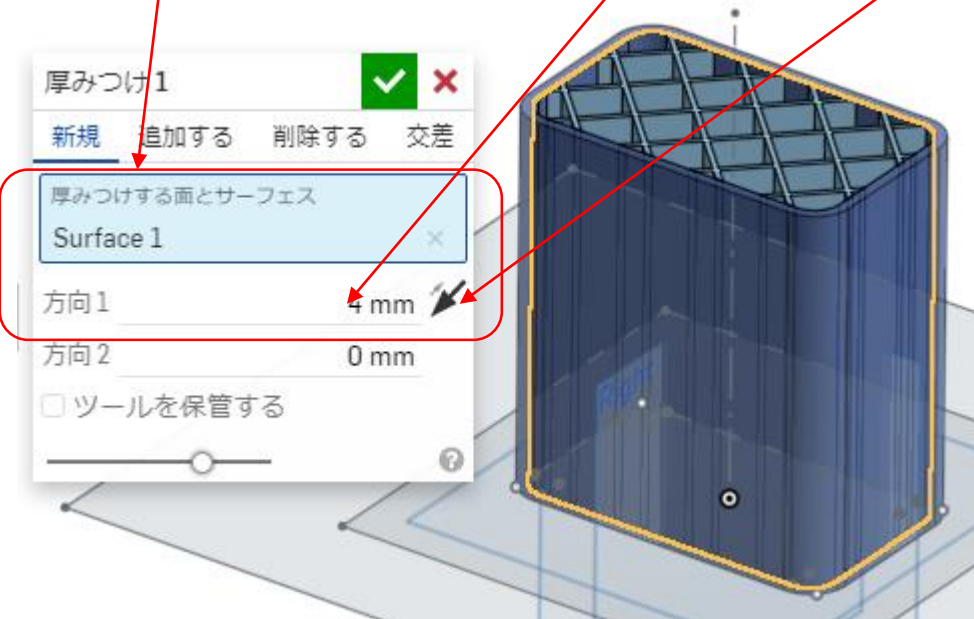 厚みつけ 1
新規 追加する 削除する 交差
厚みつけする面とサーフェス
Surface 1
方向 1 4 mm
方向 2 0 mm
ツールを保管する
Right